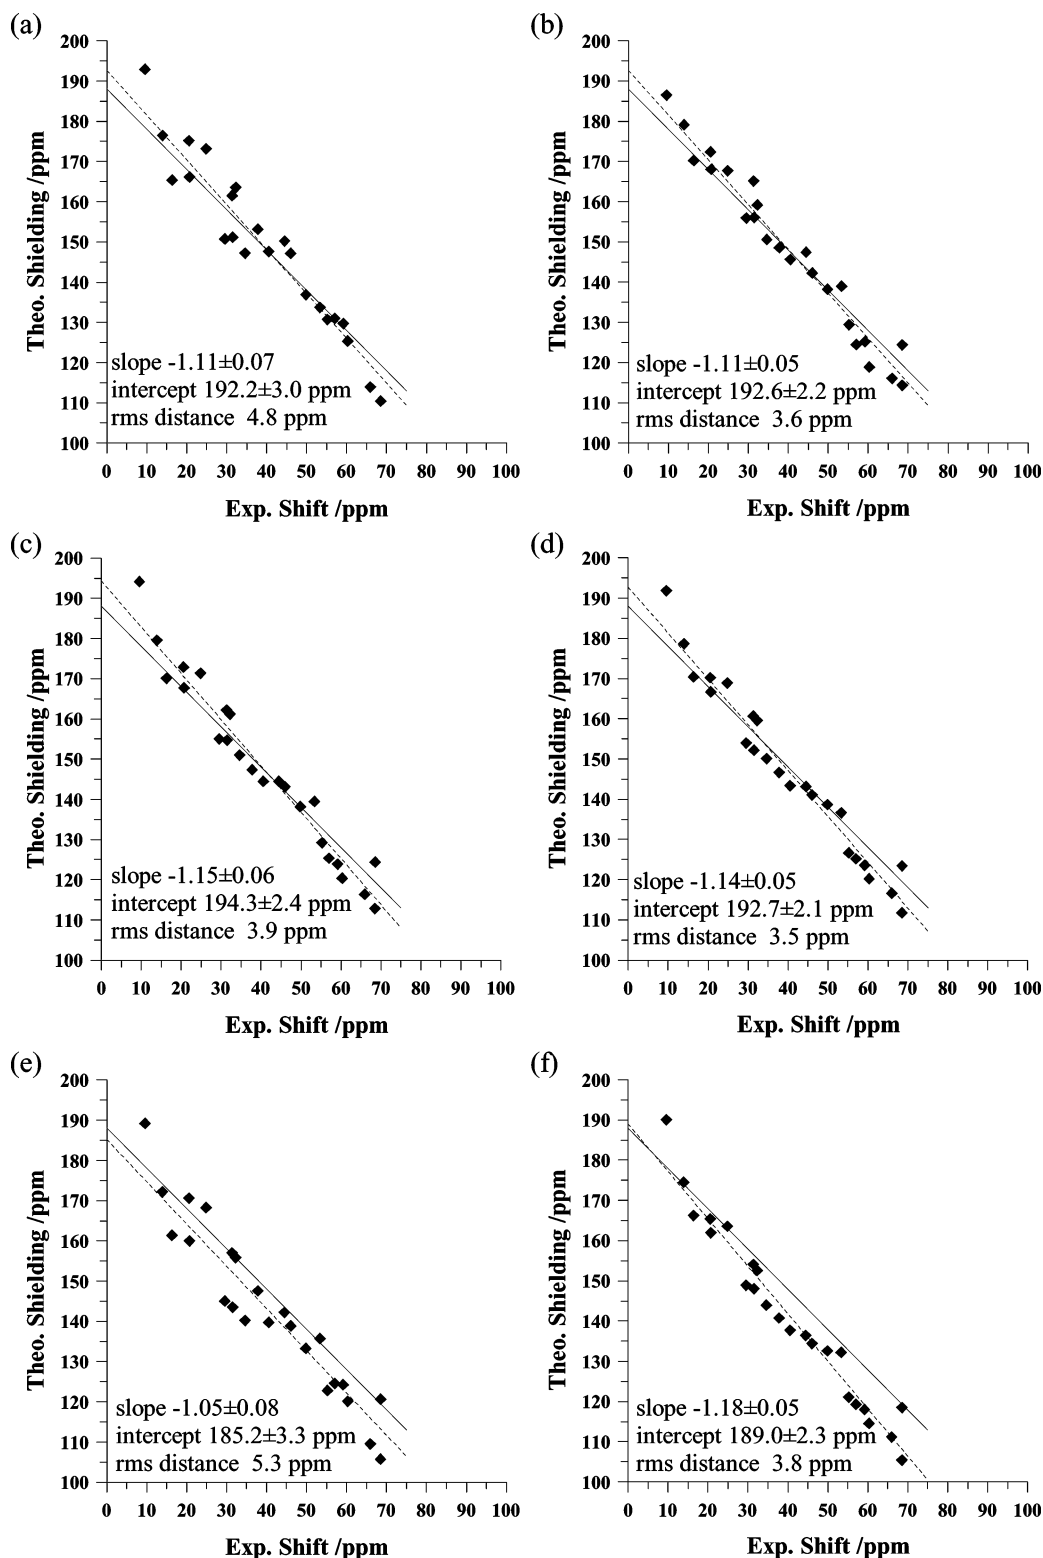 (a)
200
190
180
170
160
150
140
130
120
110
100
Theo. Shielding /ppm
slope -1.11±0.07
intercept 192.2±3.0 ppm
rms distance 4.8 ppm
0 10 20 30 40 50 60 70 80 90 100
Exp. Shift /ppm
(b)
200
190
180
170
160
150
140
130
120
110
100
Theo. Shielding /ppm
slope -1.11±0.05
intercept 192.6±2.2 ppm
rms distance 3.6 ppm
0 10 20 30 40 50 60 70 80 90 100
Exp. Shift /ppm
(c)
200
190
180
170
160
150
140
130
120
110
100
Theo. Shielding /ppm
slope -1.15±0.06
intercept 194.3±2.4 ppm
rms distance 3.9 ppm
0 10 20 30 40 50 60 70 80 90 100
Exp. Shift /ppm
(d)
200
190
180
170
160
150
140
130
120
110
100
Theo. Shielding /ppm
slope -1.14±0.05
intercept 192.7±2.1 ppm
rms distance 3.5 ppm
0 10 20 30 40 50 60 70 80 90 100
Exp. Shift /ppm
(e)
200
190
180
170
160
150
140
130
120
110
100
Theo. Shielding /ppm
slope -1.05±0.08
intercept 185.2±3.3 ppm
rms distance 5.3 ppm
0 10 20 30 40 50 60 70 80 90 100
Exp. Shift /ppm
(f)
200
190
180
170
160
150
140
130
120
110
100
Theo. Shielding /ppm
slope -1.18±0.05
intercept 189.0±2.3 ppm
rms distance 3.8 ppm
0 10 20 30 40 50 60 70 80 90 100
Exp. Shift /ppm